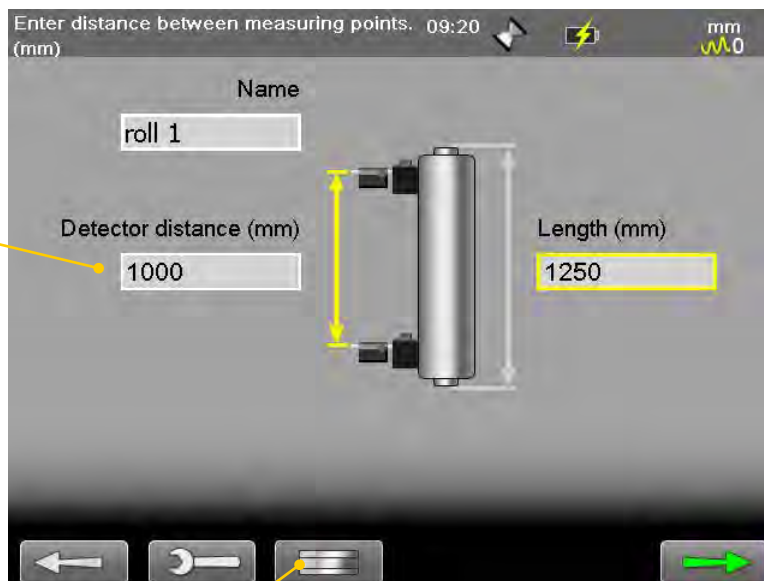 Enter distance between measuring points. 09:20 mm
(mm) 0
Name
roll 1
Detector distance (mm) Length (mm)
1000 1250